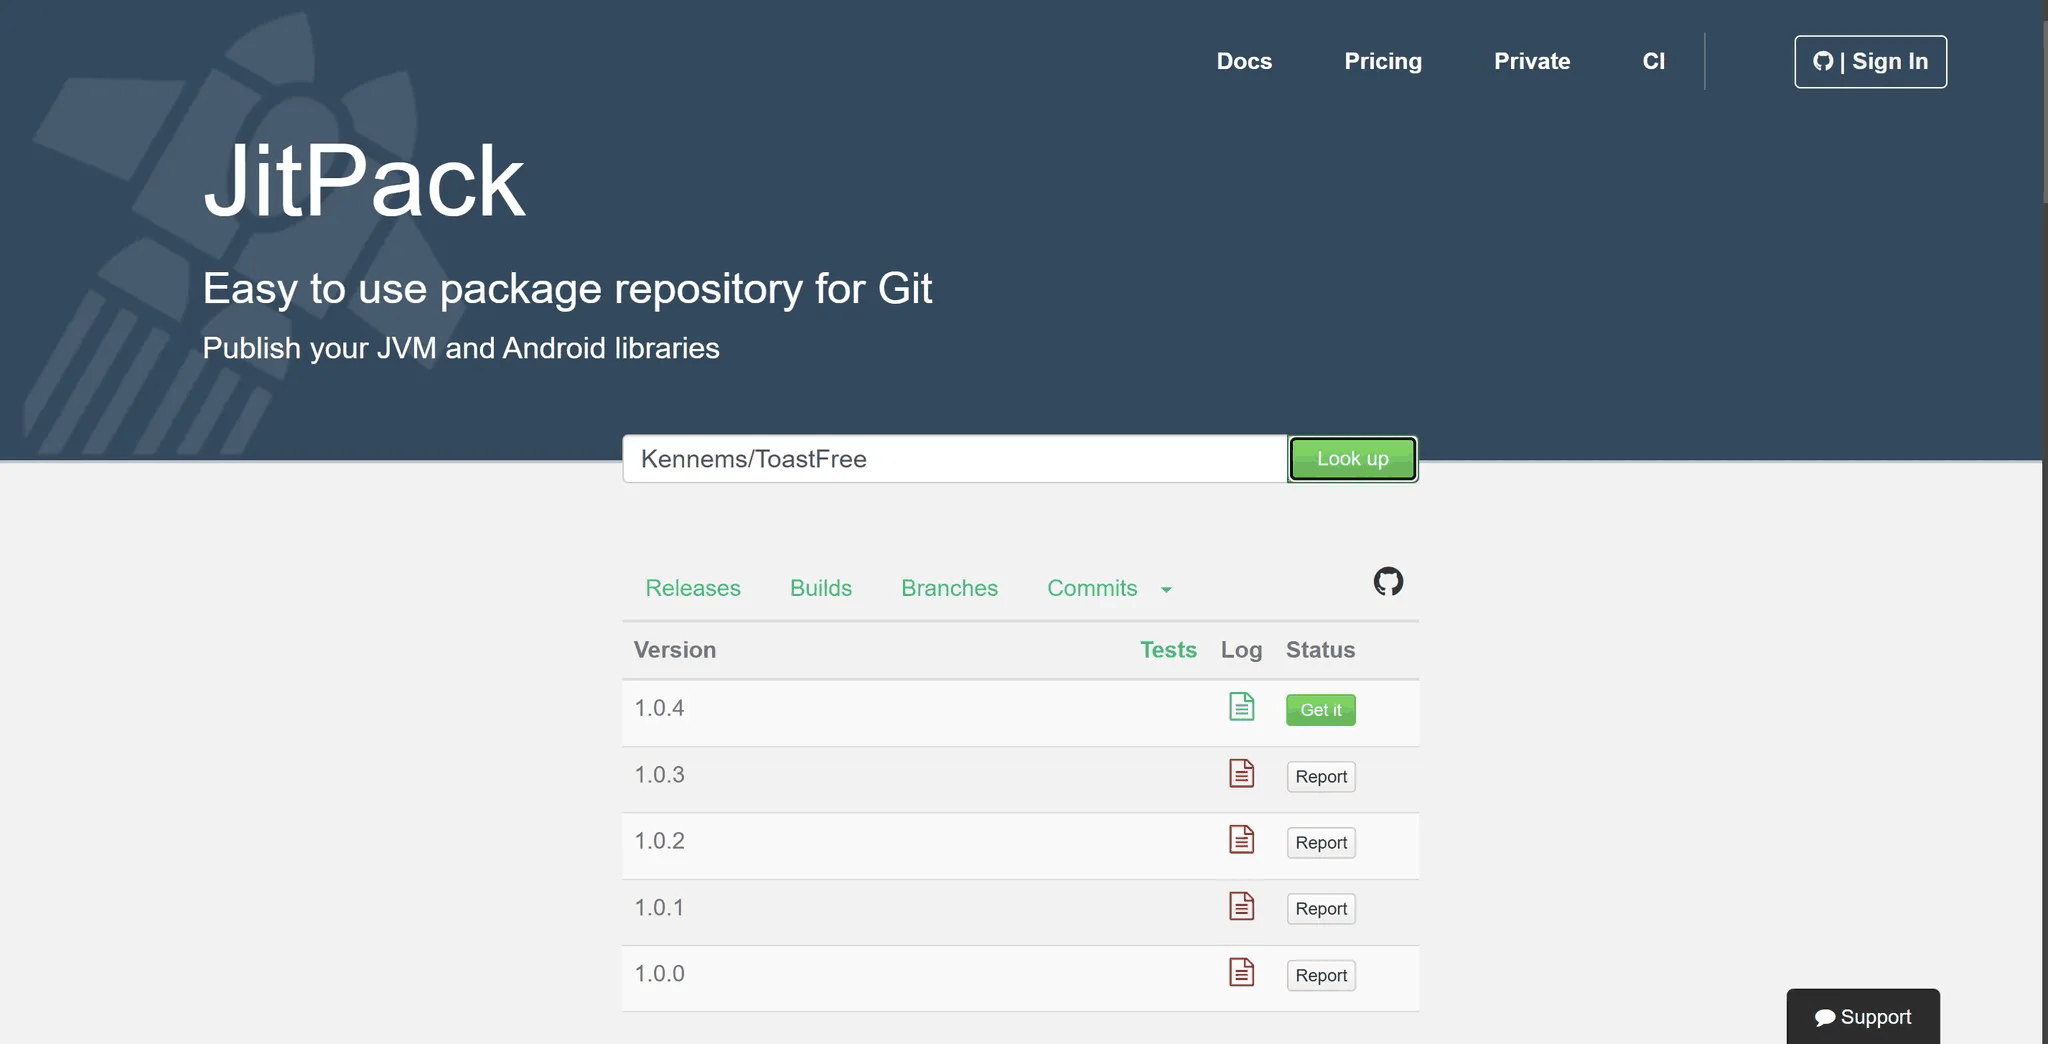 Docs Pricing Private CI | Sign In
JitPack
Easy to use package repository for Git
Publish your JVM and Android libraries
Kennems/ToastFree Look up
Releases Builds Branches Commits
Version Tests Log Status
1.0.4 Get it
1.0.3 Report
1.0.2 Report
1.0.1 Report
1.0.0 Report
Support